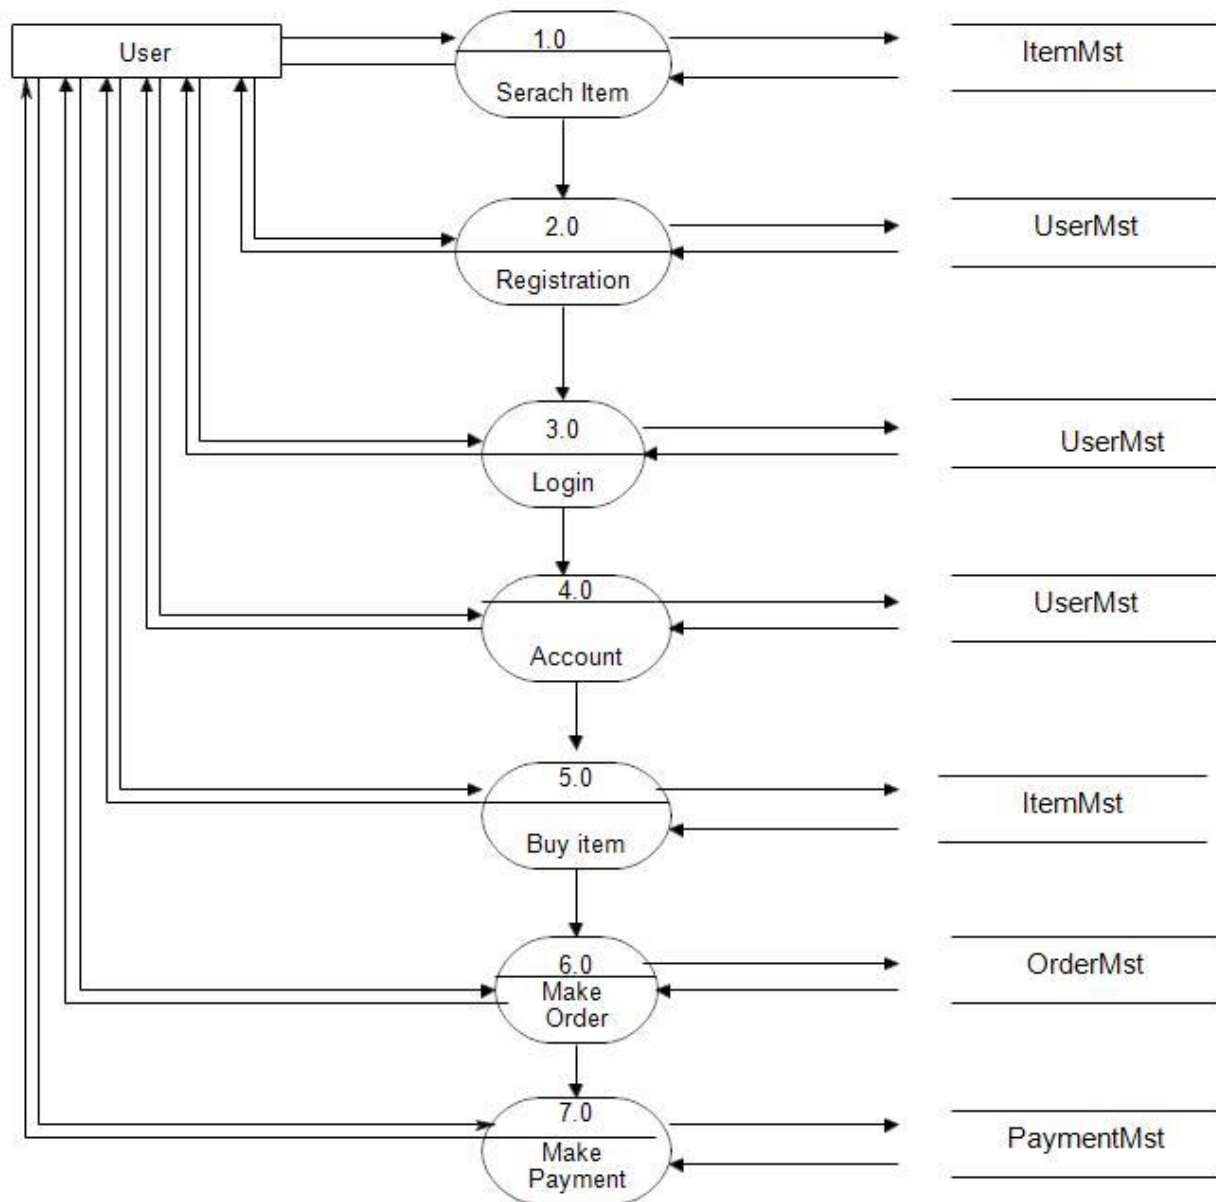 User
1.0
Serach Item
ItemMst
2.0
Registration
UserMst
3.0
Login
UserMst
4.0
Account
UserMst
5.0
Buy item
ItemMst
6.0
Make
Order
OrderMst
7.0
Make
Payment
PaymentMst